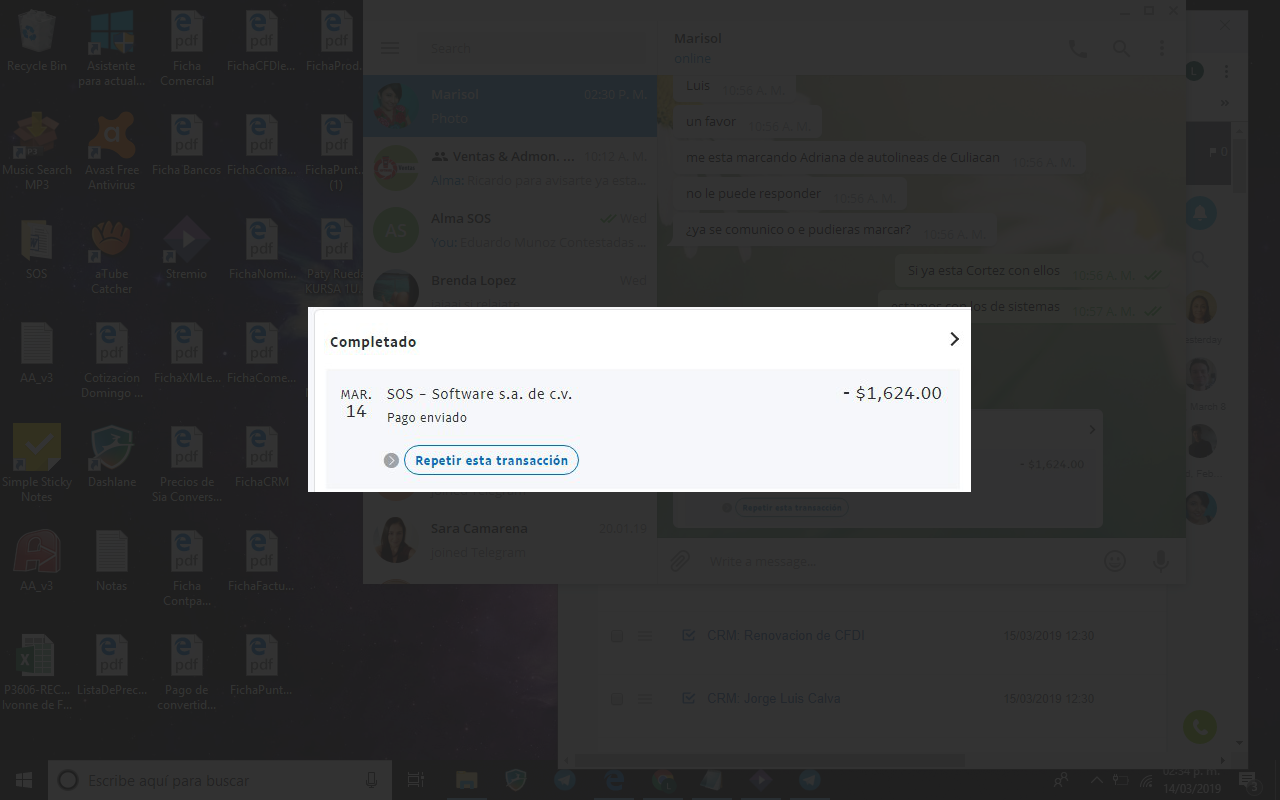 Recycle Bin
Asistente
para actual...
Ficha
Comercial
FichaCFDIe...
FichaProd...
Music Search
MP3
Avast Free
Antivirus
Ficha Bancos
FichaConta...
FichaPunt...
(1)
SOS
aTube
Catcher
Stremio
FichaNomi...
Paty Rueda
KURSA 10...
AA_v3
Cotizacion
Domingo ...
FichaXMLe...
FichaCome...
Simple Sticky
Notes
Dashlane
Precios de
Sia Convers...
FichaCRM
AA_v3
Notas
Ficha
Contpa...
FichaFactu...
P3606-REC...
Ivonne de F...
ListaDePrec...
Pago de
convertid...
FichaPunt...
Search
Marisol 02:30 P. M.
Photo
Ventas & Admon. ... 10:12 A. M.
Alma: Ricardo para avisarte ya esta...
AS
Alma SOS Wed
You: Eduardo Munoz Contestadas ...
Brenda Lopez Wed
Sara Camarena 20.01.19
joined Telegram
Marisol
online
Luis 10:56 A. M.
un favor 10:56 A. M.
me esta marcando Adriana de autolineas de Culiacan 10:56 A. M.
no le puede responder 10:56 A. M.
¿ya se comunico o e pudieras marcar? 10:56 A. M.
Si ya esta Cortez con ellos 10:56 A. M.
estamos con los de sistemas 10:57 A. M.
Completado
MAR.
14
SOS - Software s.a. de c.v. - $1,624.00
Pago enviado
Repetir esta transacción
- $1,624.00
Repetir esta transacción
Write a message...
CRM: Renovacion de CFDI 15/03/2019 12:30
CRM: Jorge Luis Calva 15/03/2019 12:30
Escribe aquí para buscar
02:34 p. m.
14/03/2019